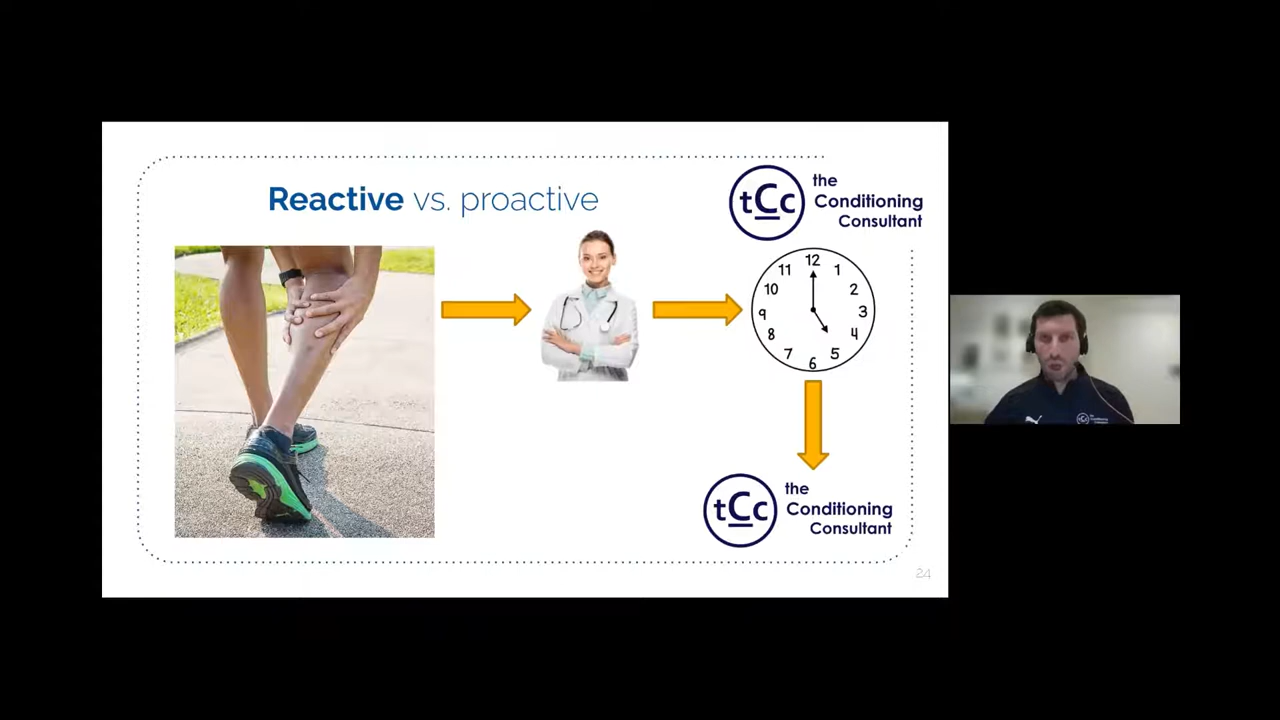 Reactive vs. proactive
tCc
the
Conditioning
Consultant
12
11
1
10
2
9
3
8
4
7
5
6
tCc
the
Conditioning
Consultant
24
tCc